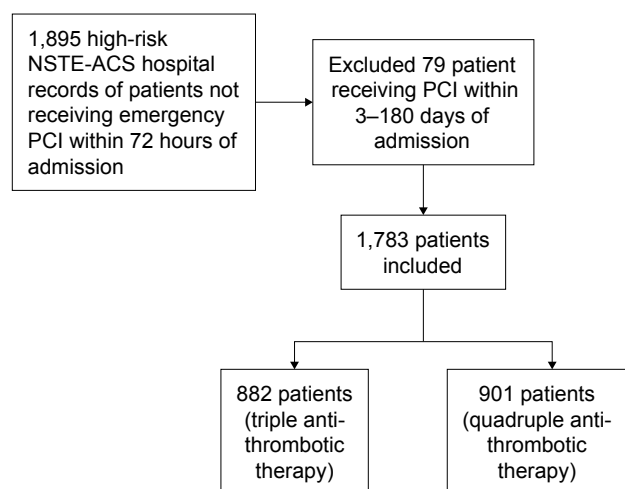 1,895 high-risk
NSTE-ACS hospital
records of patients not
receiving emergency
PCI within 72 hours of
admission
Excluded 79 patient
receiving PCI within
3–180 days of
admission
1,783 patients
included
882 patients
(triple anti-
thrombotic
therapy)
901 patients
(quadruple anti-
thrombotic
therapy)